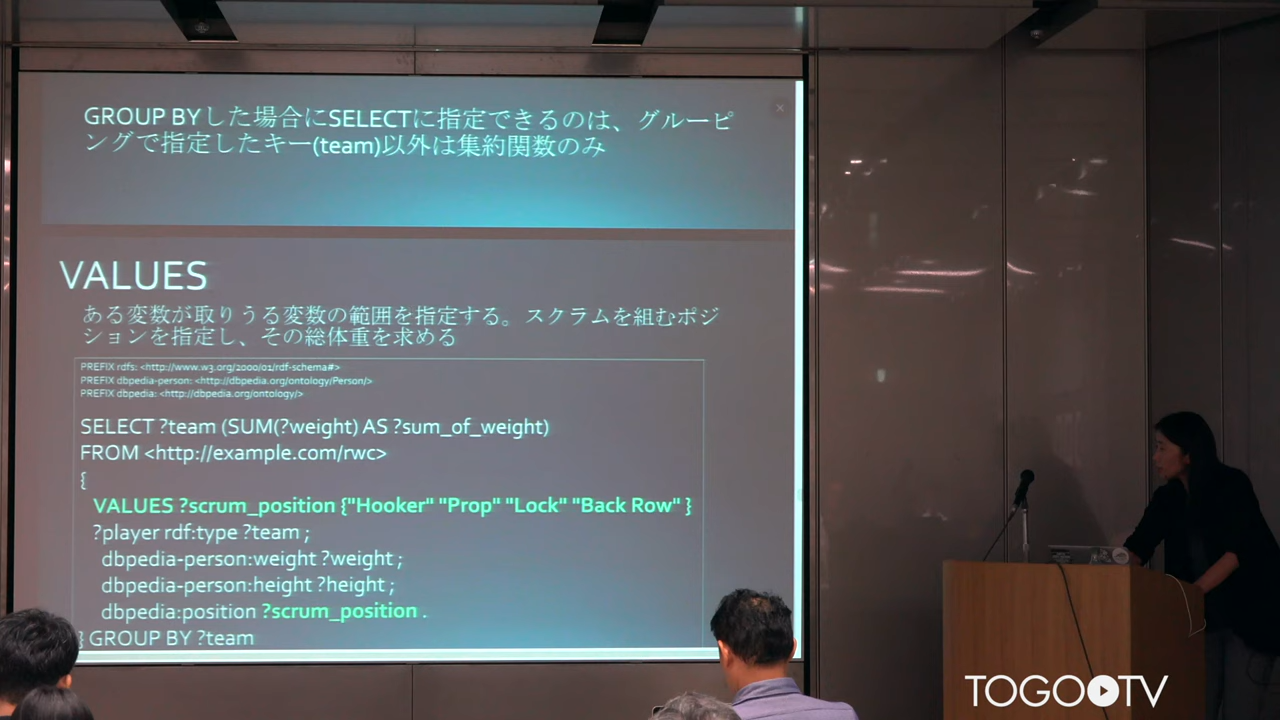 GROUP BYした場合にSELECTに指定できるのは、グルーピ
ングで指定したキー(team)以外は集約関数のみ
VALUES
ある変数が取りうる変数の範囲を指定する。スクラムを組むポジ
ションを指定し、その総体重を求める
PREFIX rdfs: <http://www.w3.org/2000/01/rdf-schema#>
PREFIX dbpedia-person: <http://dbpedia.org/ontology/Person/>
PREFIX dbpedia: <http://dbpedia.org/ontology/>
SELECT ?team (SUM(?weight) AS ?sum_of_weight)
FROM <http://example.com/rwc>
{
VALUES ?scrum_position {"Hooker" "Prop" "Lock" "Back Row" }
?player rdf:type ?team ;
dbpedia-person:weight ?weight ;
dbpedia-person:height ?height ;
dbpedia:position ?scrum_position .
} GROUP BY ?team
TOGO TV